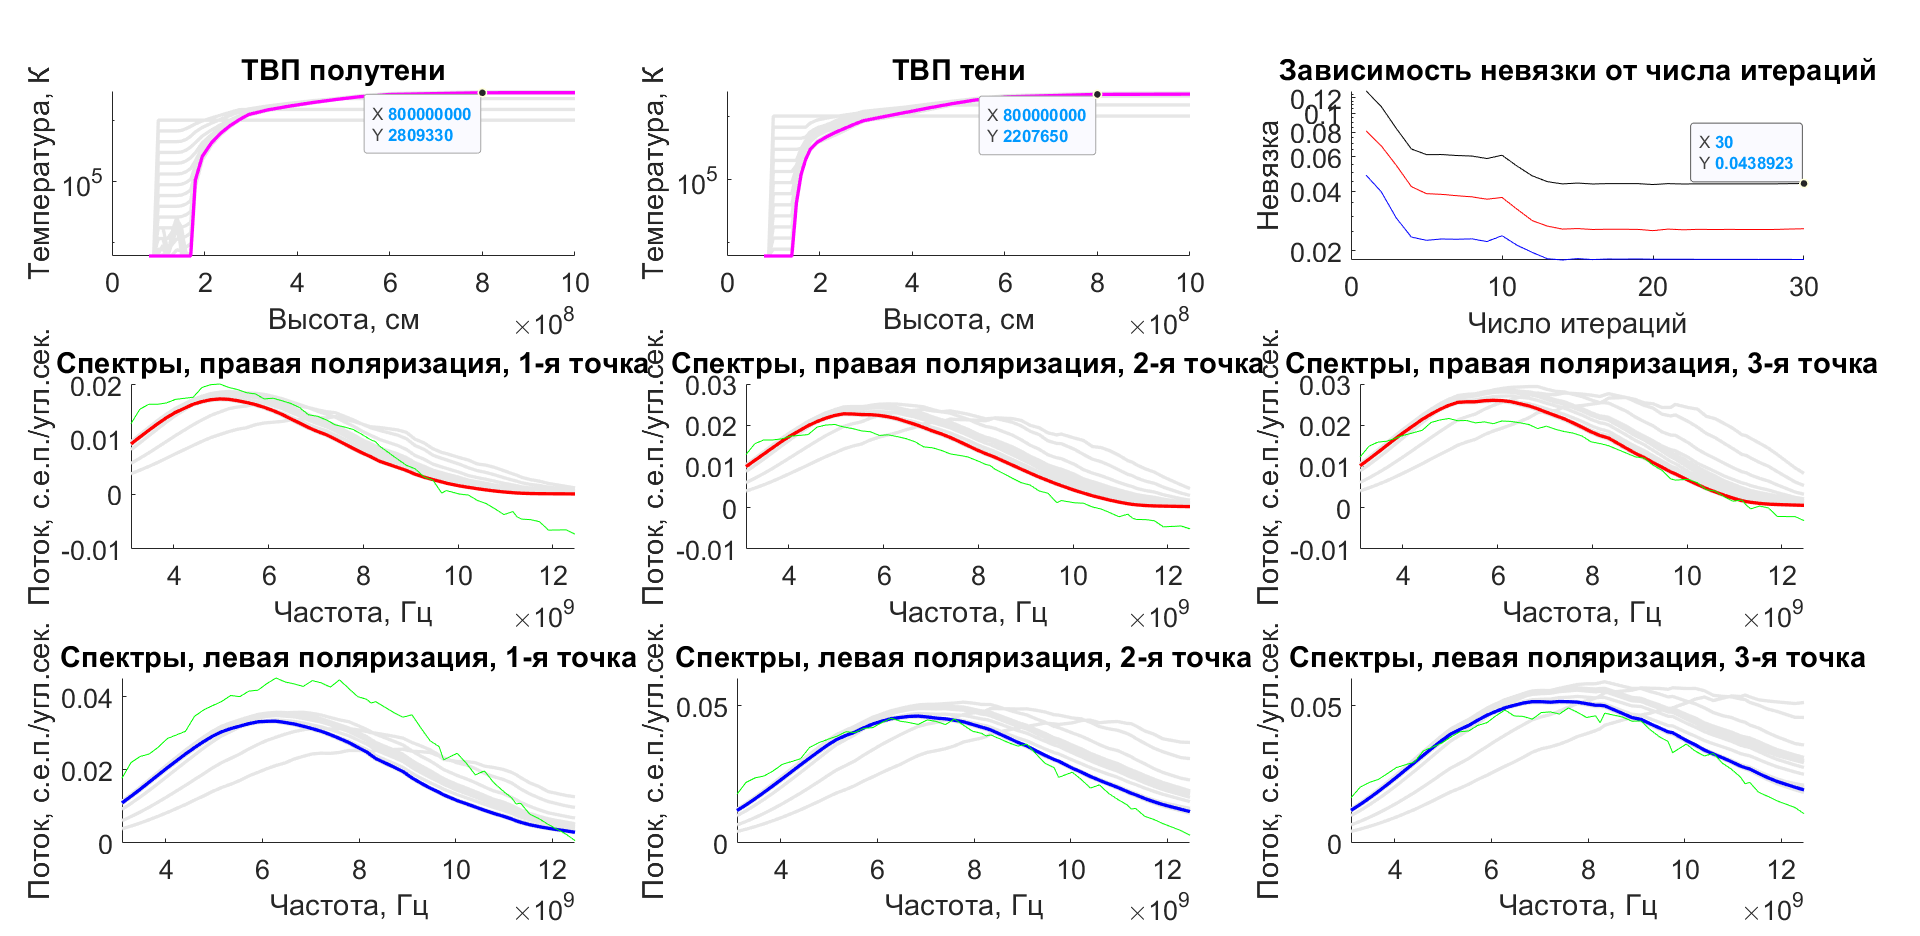 ТВП полутени
Температура, К
10^5
X 800000000
Y 2809330
0 2 4 6 8 10
Высота, см
×10^8
ТВП тени
Температура, К
10^5
X 800000000
Y 2207650
0 2 4 6 8 10
Высота, см
×10^8
Зависимость невязки от числа итераций
Невязка
0.12
0.1
0.08
0.06
0.04
0.02
X 30
Y 0.0438923
0 10 20 30
Число итераций
Спектры, правая поляризация, 1-я точка
Поток, с.е.п./угл.сек.
0.02
0.01
0
-0.01
4 6 8 10 12
Частота, Гц
×10^9
Спектры, правая поляризация, 2-я точка
Поток, с.е.п./угл.сек.
0.03
0.02
0.01
0
-0.01
4 6 8 10 12
Частота, Гц
×10^9
Спектры, правая поляризация, 3-я точка
Поток, с.е.п./угл.сек.
0.03
0.02
0.01
0
-0.01
4 6 8 10 12
Частота, Гц
×10^9
Спектры, левая поляризация, 1-я точка
Поток, с.е.п./угл.сек.
0.04
0.02
0
4 6 8 10 12
Частота, Гц
×10^9
Спектры, левая поляризация, 2-я точка
Поток, с.е.п./угл.сек.
0.05
0
4 6 8 10 12
Частота, Гц
×10^9
Спектры, левая поляризация, 3-я точка
Поток, с.е.п./угл.сек.
0.05
0
4 6 8 10 12
Частота, Гц
×10^9